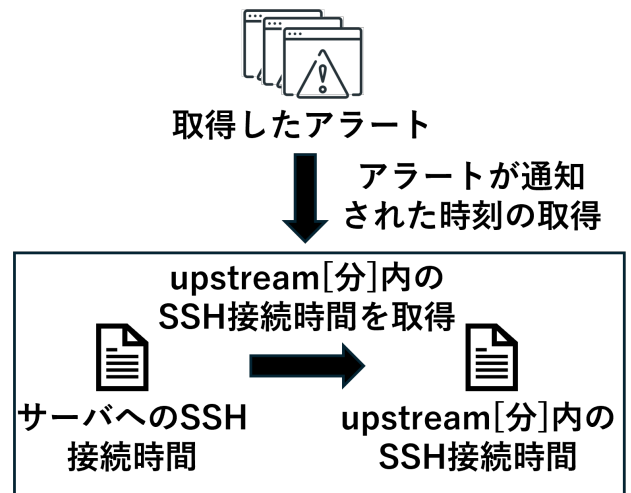 取得したアラート
アラートが通知
された時刻の取得
upstream[分]内の
SSH接続時間を取得
サーバへのSSH
接続時間
upstream[分]内の
SSH接続時間